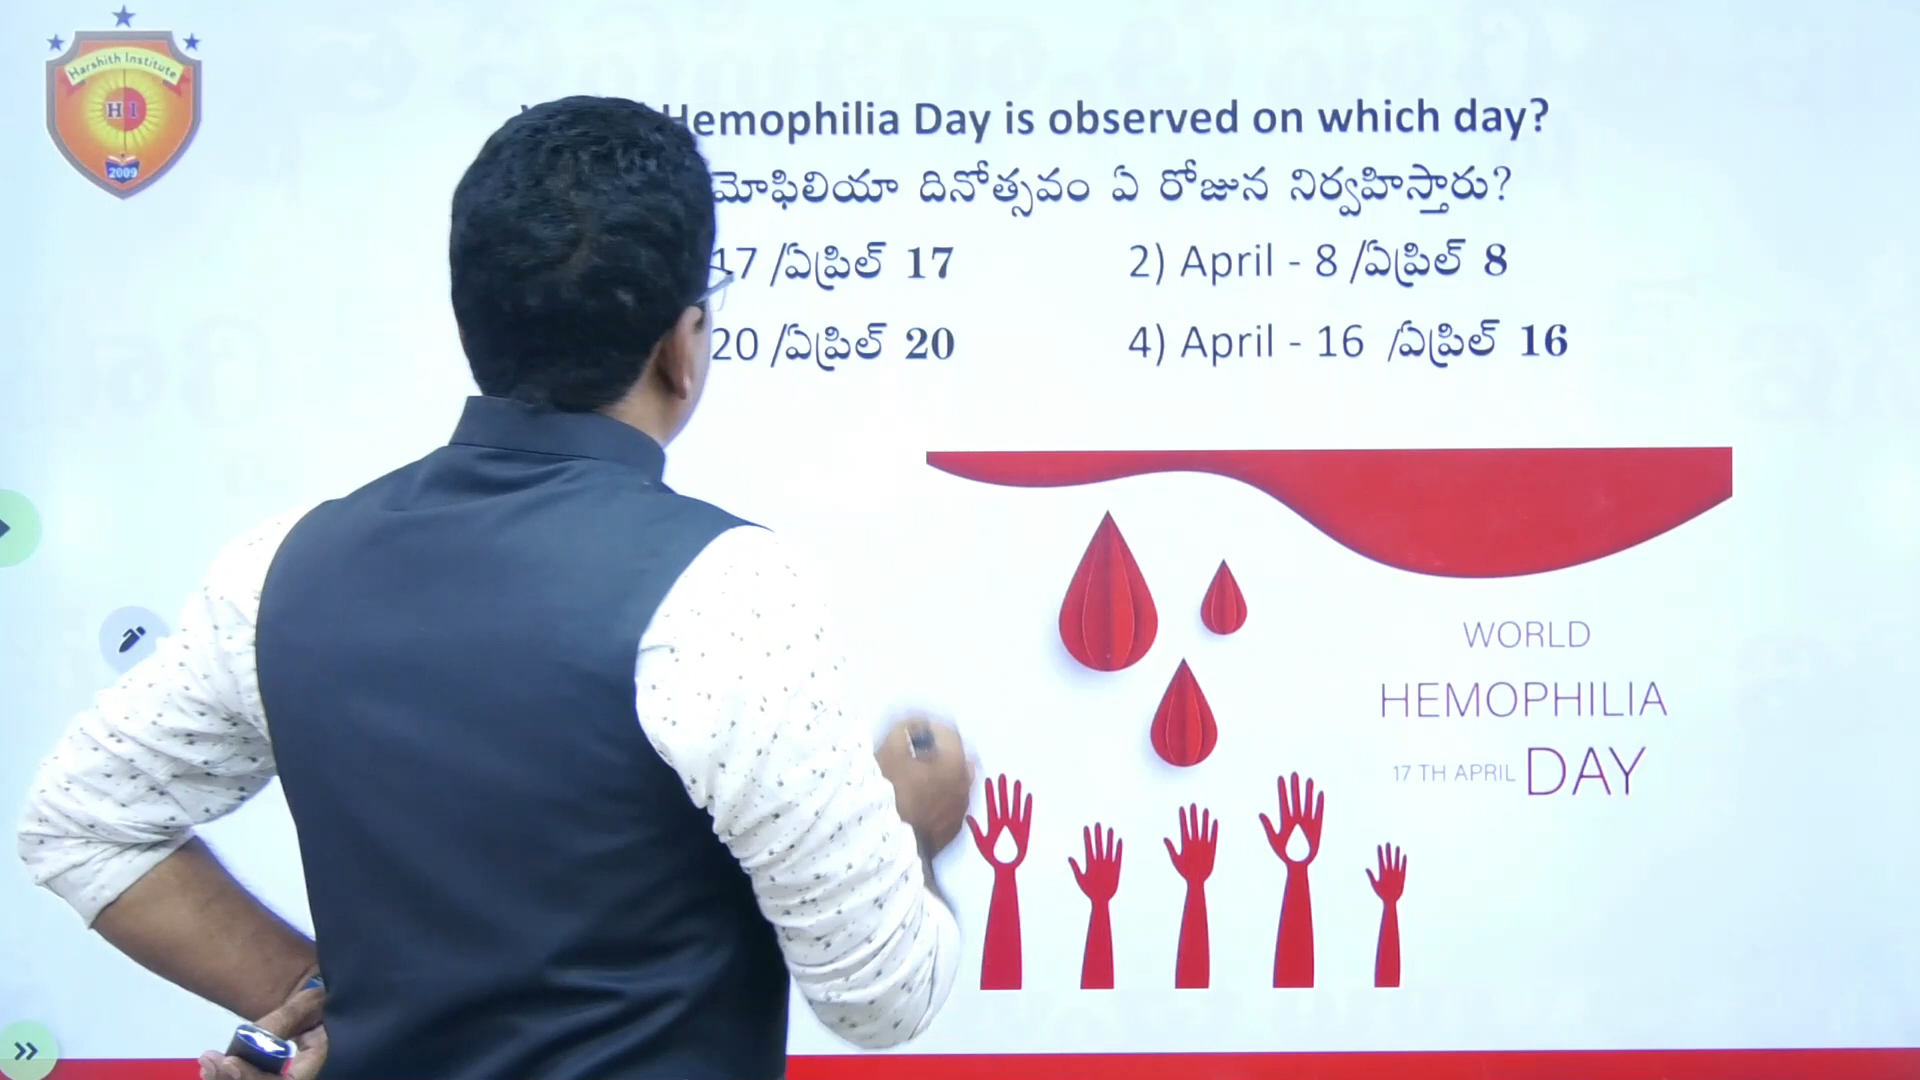 Harshith Institute
H I
2009
Hemophilia Day is observed on which day?
మోఫిలియా దినోత్సవం ఏ రోజున నిర్వహిస్తారు?
17 /ఏప్రిల్ 17
2) April - 8 /ఏప్రిల్ 8
20 /ఏప్రిల్ 20
4) April - 16 /ఏప్రిల్ 16
WORLD
HEMOPHILIA
17 TH APRIL DAY